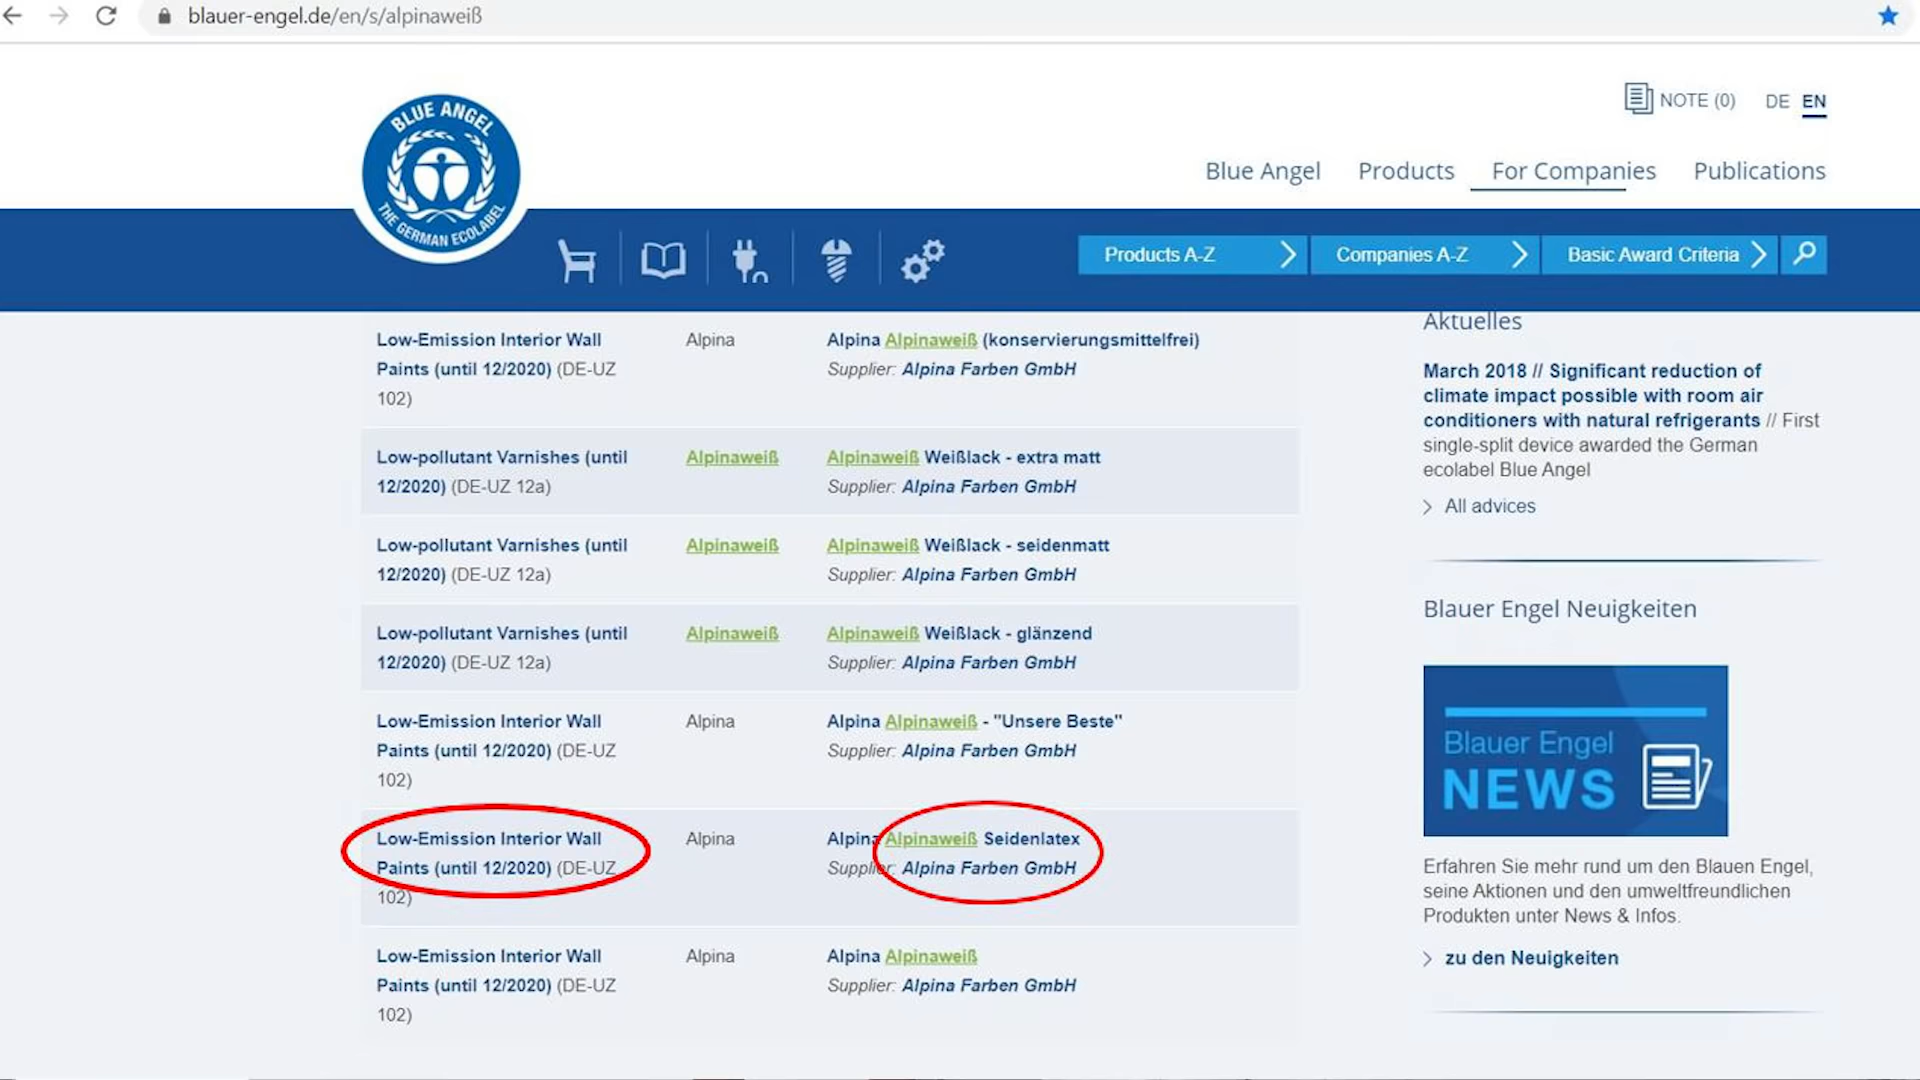 blauer-engel.de/en/s/alpinaweiß
NOTE (0) DE EN
BLUE ANGEL
THE GERMAN ECOLABEL
Blue Angel Products For Companies Publications
Products A-Z Companies A-Z Basic Award Criteria
Low-Emission Interior Wall Alpina Alpina Alpinaweiß (konservierungsmittelfrei)
Paints (until 12/2020) (DE-UZ Supplier: Alpina Farben GmbH
102)
Low-pollutant Varnishes (until Alpinaweiß Alpinaweiß Weißlack - extra matt
12/2020) (DE-UZ 12a) Supplier: Alpina Farben GmbH
Low-pollutant Varnishes (until Alpinaweiß Alpinaweiß Weißlack - seidenmatt
12/2020) (DE-UZ 12a) Supplier: Alpina Farben GmbH
Low-pollutant Varnishes (until Alpinaweiß Alpinaweiß Weißlack - glänzend
12/2020) (DE-UZ 12a) Supplier: Alpina Farben GmbH
Low-Emission Interior Wall Alpina Alpina Alpinaweiß - "Unsere Beste"
Paints (until 12/2020) (DE-UZ Supplier: Alpina Farben GmbH
102)
Low-Emission Interior Wall Alpina Alpina Alpinaweiß Seidenlatex
Paints (until 12/2020) (DE-UZ Supplier: Alpina Farben GmbH
102)
Low-Emission Interior Wall Alpina Alpina Alpinaweiß
Paints (until 12/2020) (DE-UZ Supplier: Alpina Farben GmbH
102)
Aktuelles
March 2018 // Significant reduction of
climate impact possible with room air
conditioners with natural refrigerants // First
single-split device awarded the German
ecolabel Blue Angel
All advices
Blauer Engel Neuigkeiten
Blauer Engel
NEWS
Erfahren Sie mehr rund um den Blauen Engel,
seine Aktionen und den umweltfreundlichen
Produkten unter News & Infos.
zu den Neuigkeiten